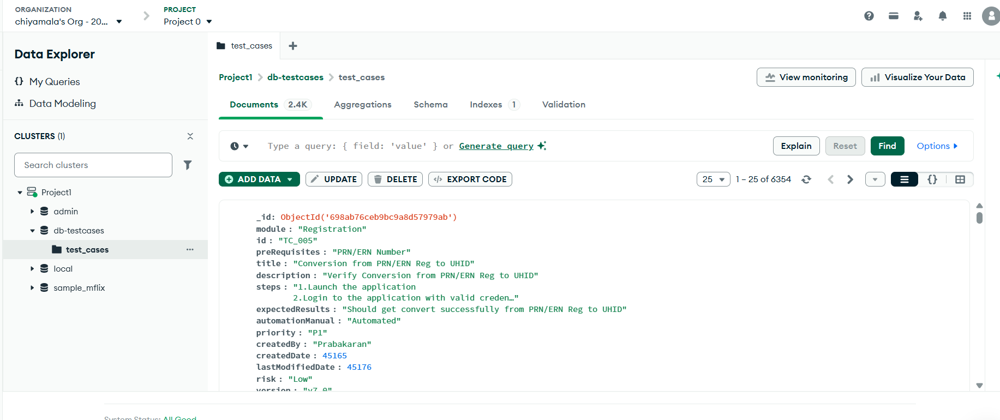 ORGANIZATION
chiyamala's Org - 20...
PROJECT
Project 0
Data Explorer
My Queries
Data Modeling
CLUSTERS (1)
Search clusters
Project1
admin
db-testcases
test_cases
local
sample_mflix
test_cases
Project1 > db-testcases > test_cases
View monitoring
Visualize Your Data
Documents 2.4K
Aggregations
Schema
Indexes 1
Validation
Type a query: { field: 'value' } or Generate query
Explain
Reset
Find
Options
ADD DATA
UPDATE
DELETE
EXPORT CODE
25
1 – 25 of 6354
_id: ObjectId('698ab76ceb9bc9a8d57979ab')
module : "Registration"
id : "TC_005"
preRequisites : "PRN/ERN Number"
title : "Conversion from PRN/ERN Reg to UHID"
description : "Verify Conversion from PRN/ERN Reg to UHID"
steps : "1.Launch the application
2.Login to the application with valid creden…"
expectedResults : "Should get convert successfully from PRN/ERN Reg to UHID"
automationManual : "Automated"
priority : "P1"
createdBy : "Prabakaran"
createdDate : 45165
lastModifiedDate : 45176
risk : "Low"
version : "v7.0"
System Status: All Good